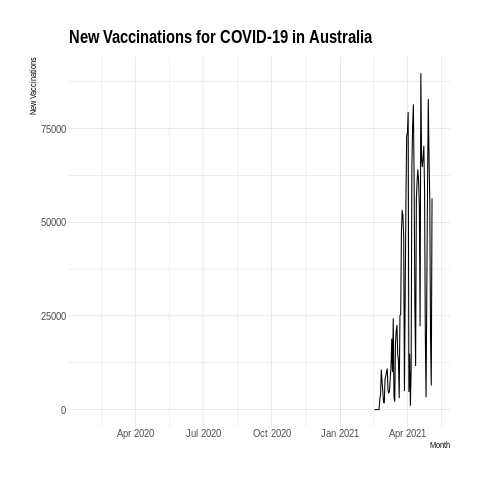 New Vaccinations for COVID-19 in Australia
New Vaccinations
75000
50000
25000
0
Apr 2020 Jul 2020 Oct 2020 Jan 2021 Apr 2021
Month